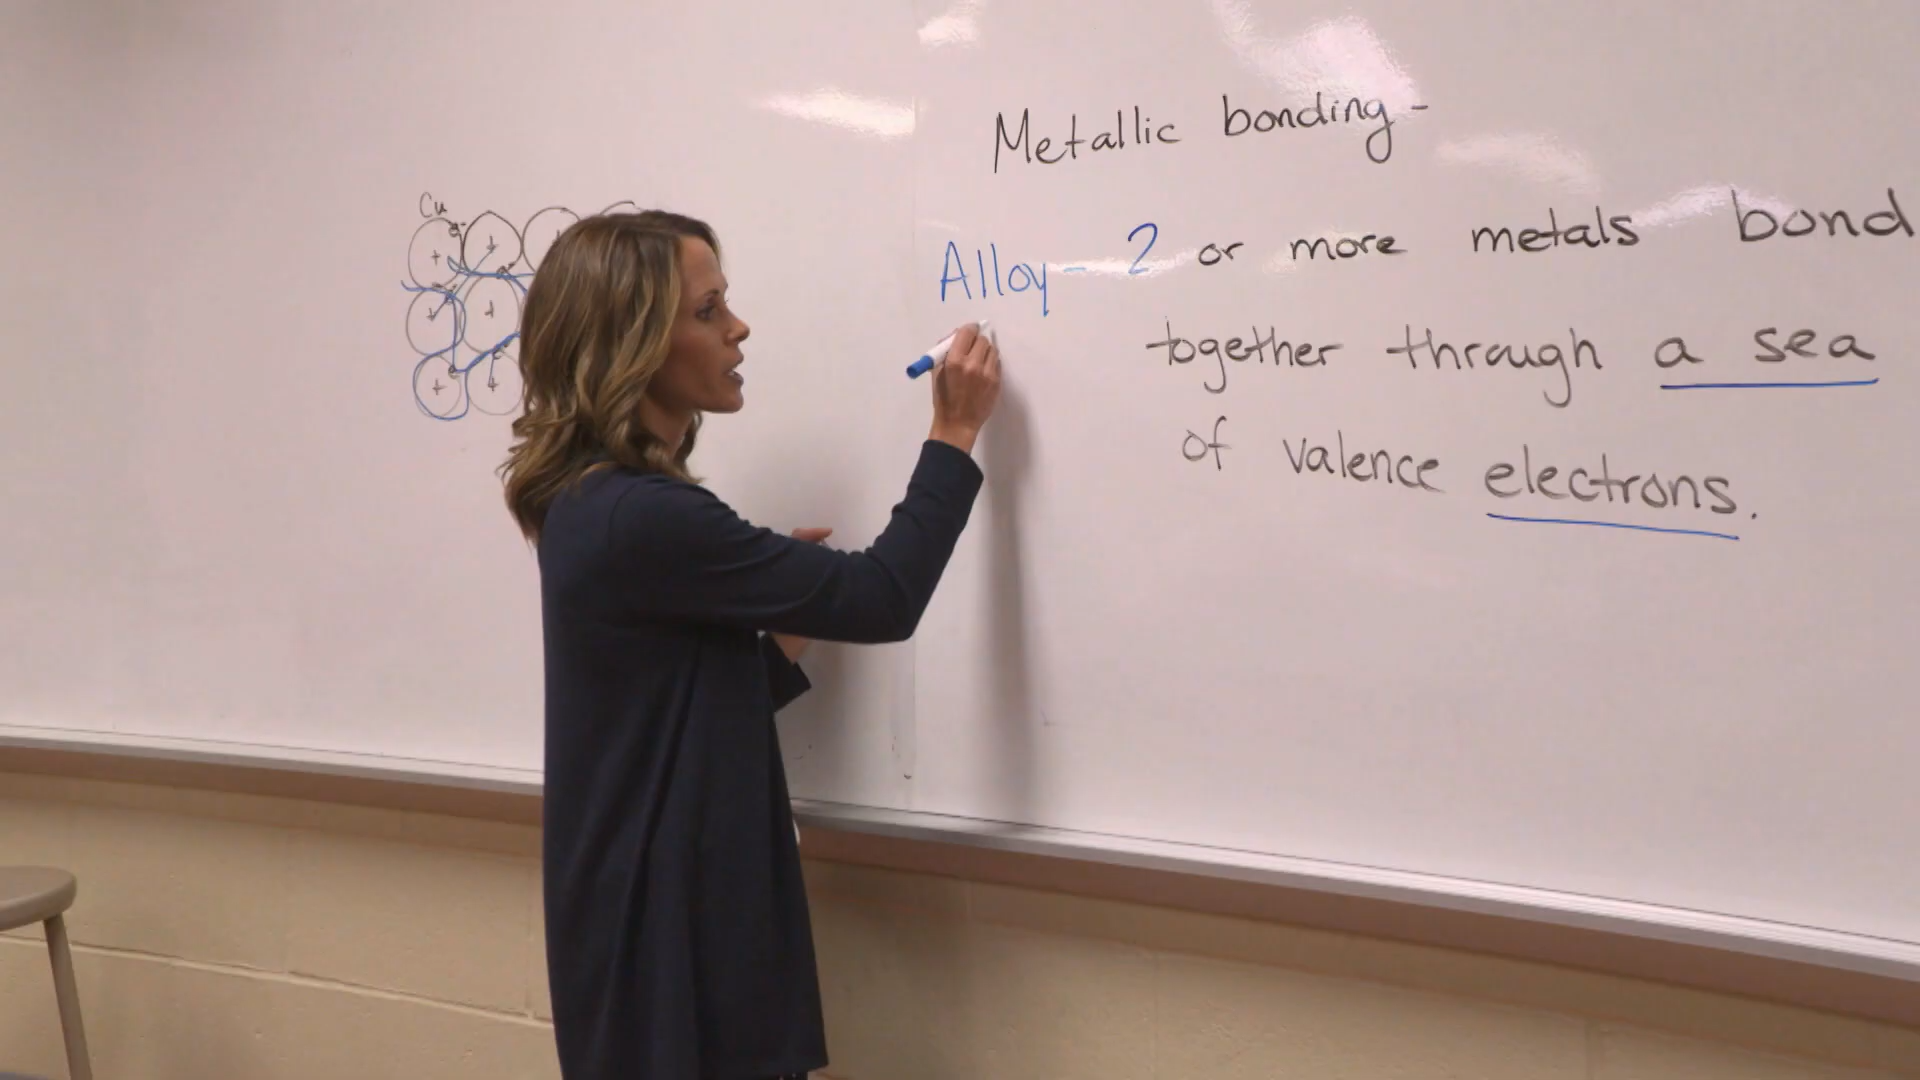 Cu
Metallic bonding -
Alloy - 2 or more metals bond
together through a sea
of valence electrons.